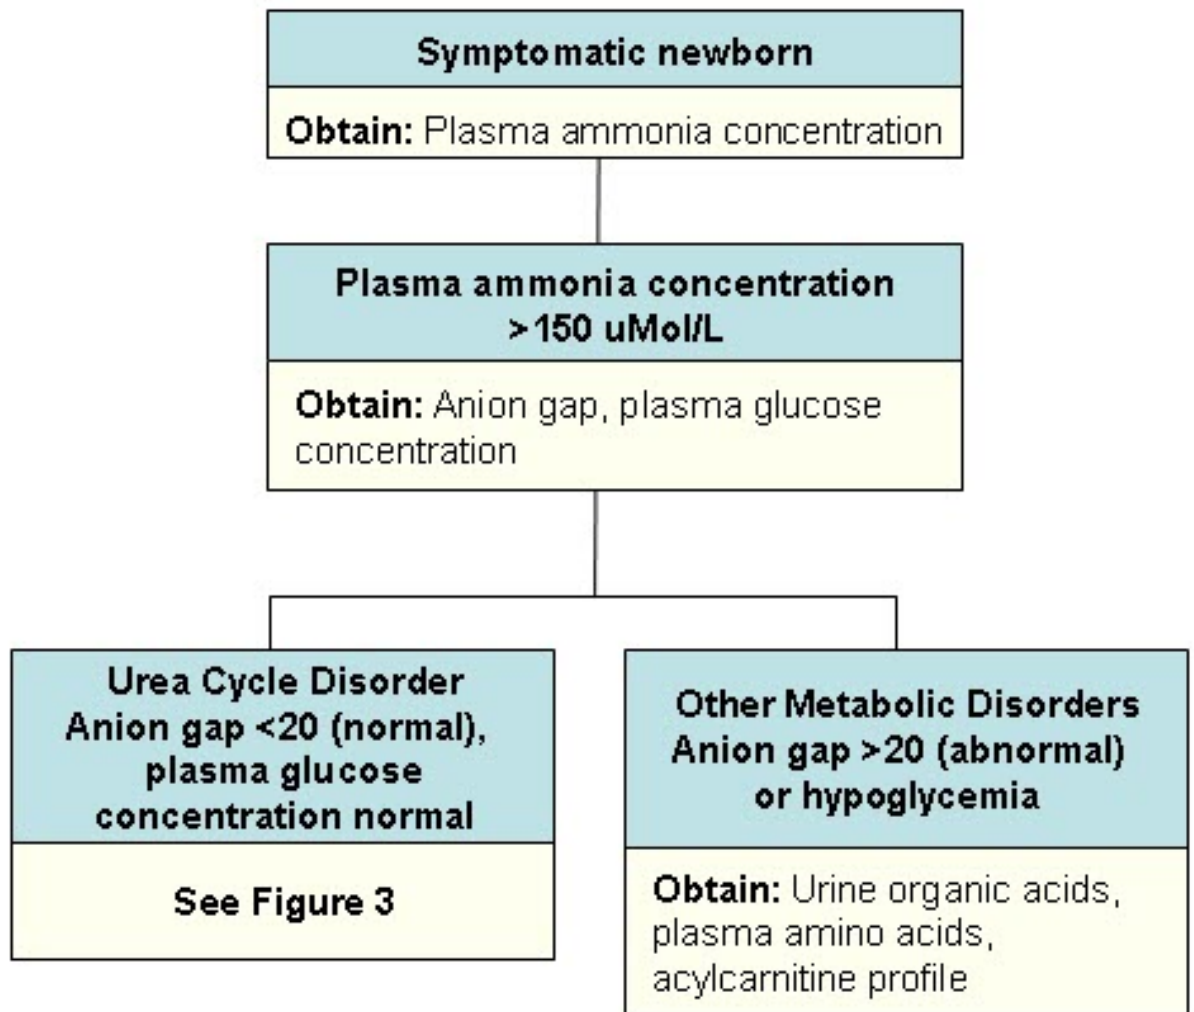 Symptomatic newborn
Obtain: Plasma ammonia concentration
Plasma ammonia concentration
>150 uMol/L
Obtain: Anion gap, plasma glucose
concentration
Urea Cycle Disorder
Anion gap <20 (normal),
plasma glucose
concentration normal
See Figure 3
Other Metabolic Disorders
Anion gap >20 (abnormal)
or hypoglycemia
Obtain: Urine organic acids,
plasma amino acids,
acylcarnitine profile